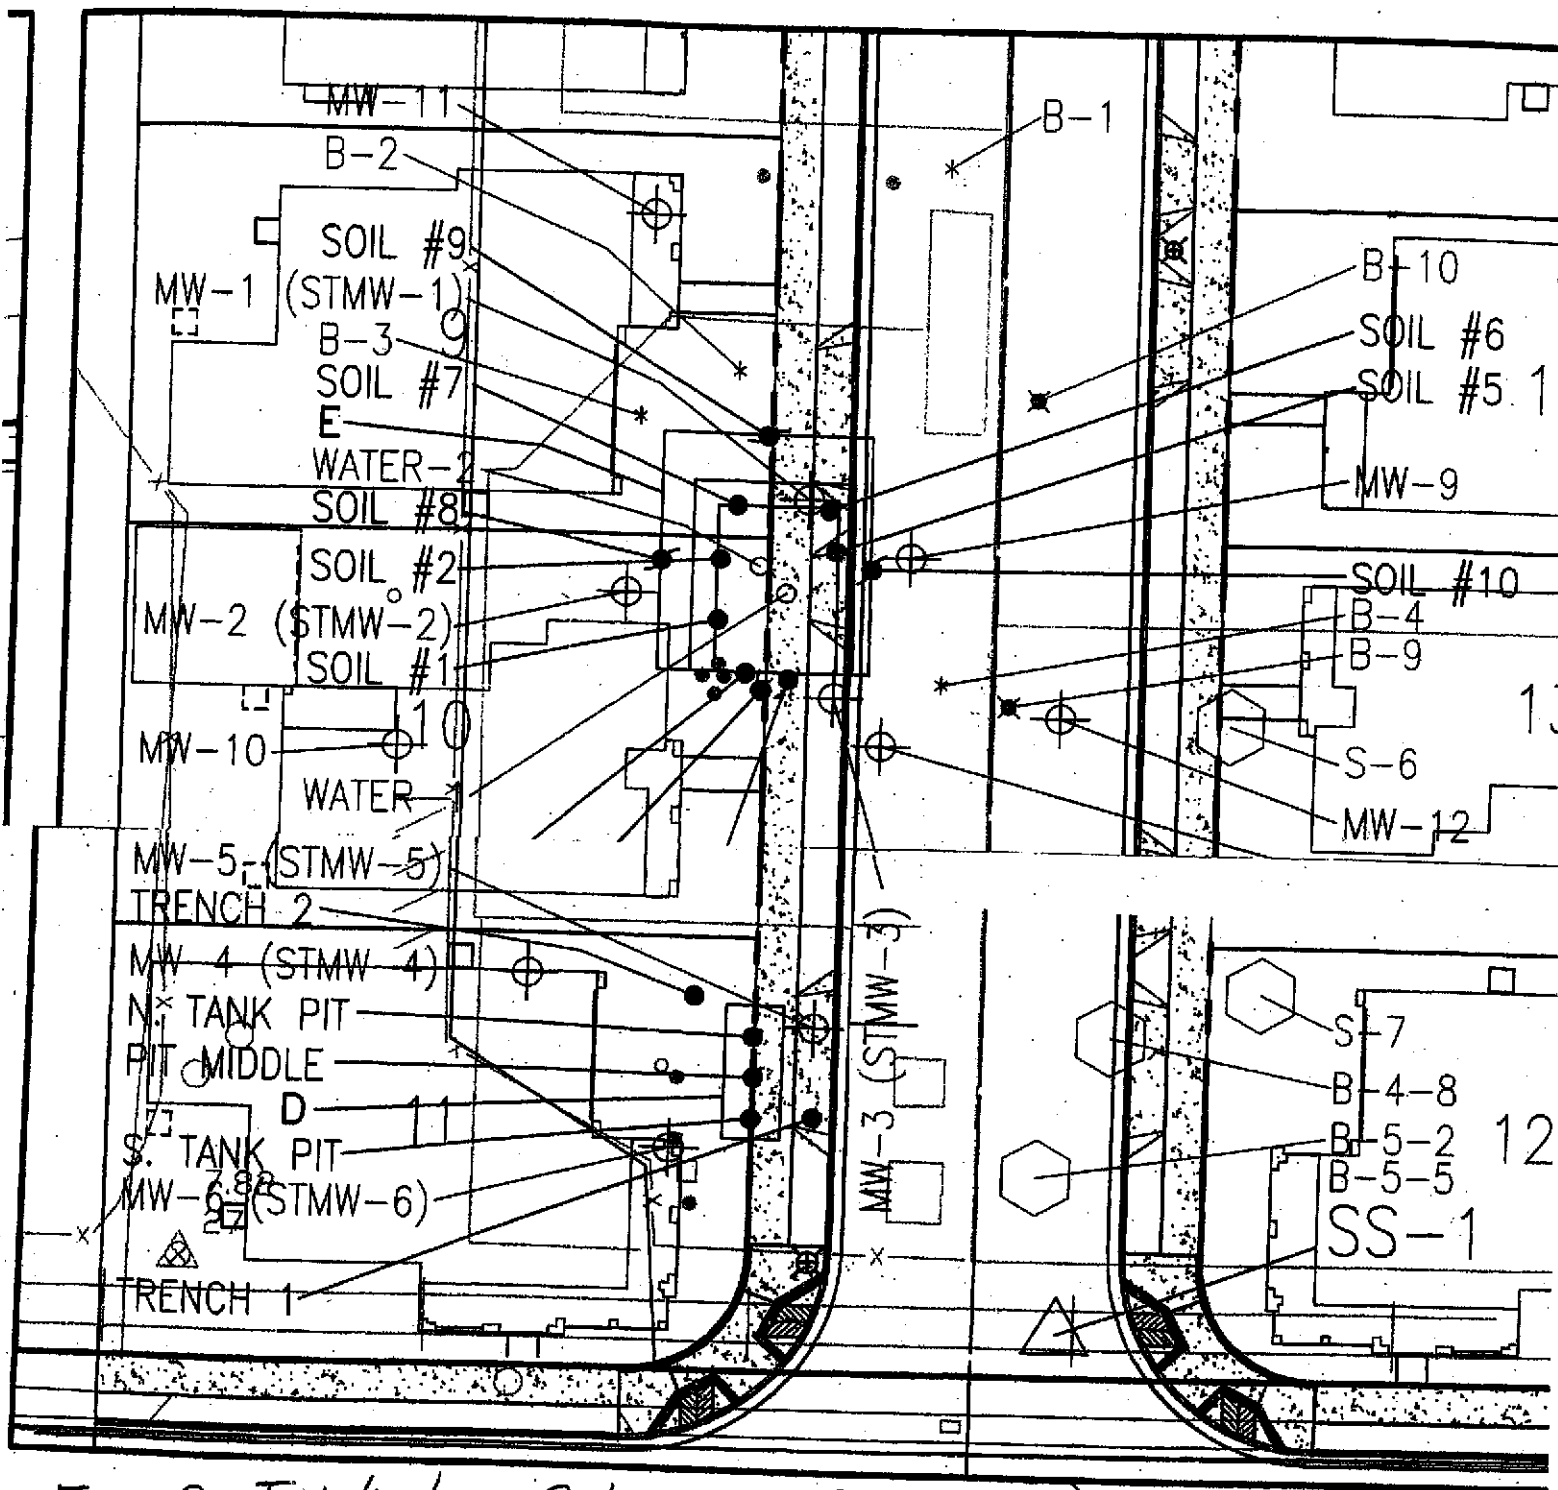 MW-11
B-1
B-2
SOIL #9
MW-1 (STMW-1)
9
B-3
SOIL #7
E
WATER-2
SOIL #8
SOIL #2
MW-2 (STMW-2)
SOIL #1
10
MW-10
WATER 1
B-10
SOIL #6
SOIL #5
MW-9
SOIL #10
B-4
B-9
S-6
MW-12
MW-5 (STMW-5)
TRENCH 2
MW 4 (STMW 4)
N. TANK PIT
PIT MIDDLE
D
11
S. TANK PIT
MW-6 (STMW-6)
TRENCH 1
MW-3 (STMW-3)
S-7
B-4-8
B-5-2
12
B-5-5
SS-1